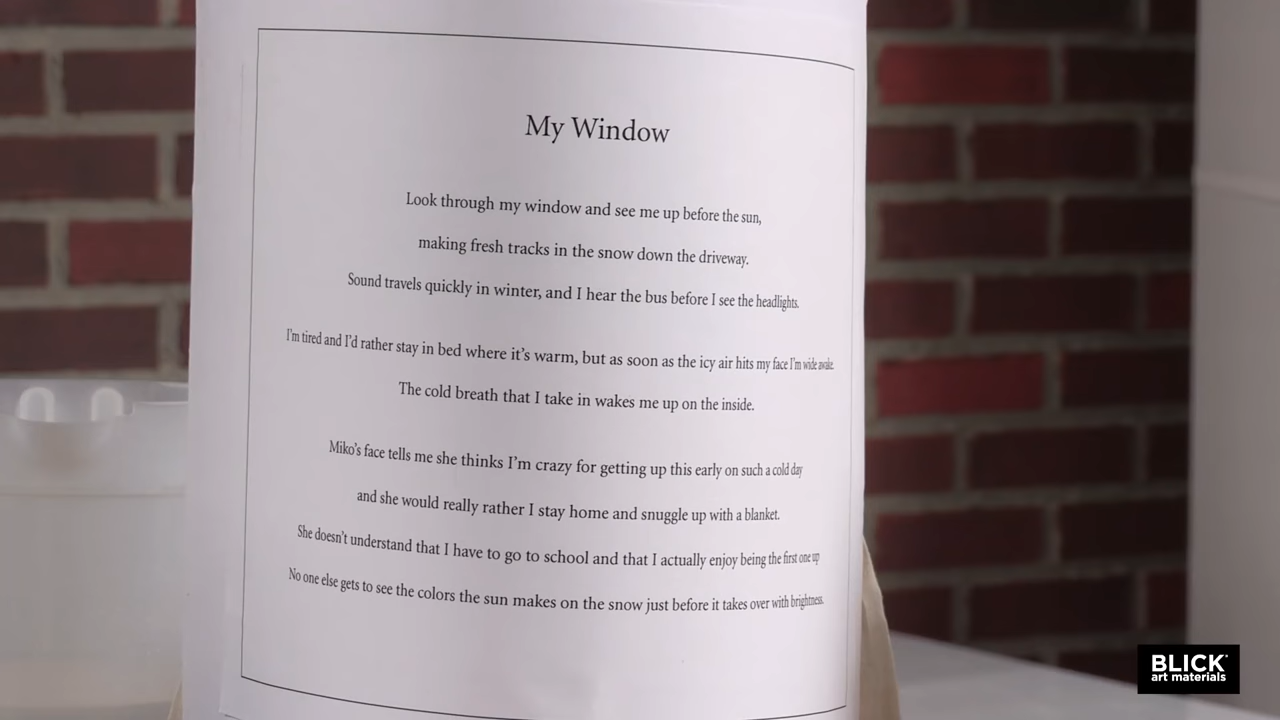 My Window
Look through my window and see me up before the sun,
making fresh tracks in the snow down the driveway.
Sound travels quickly in winter, and I hear the bus before I see the headlights.
I'm tired and I'd rather stay in bed where it's warm, but as soon as the icy air hits my face I'm wide awake.
The cold breath that I take in wakes me up on the inside.
Miko's face tells me she thinks I'm crazy for getting up this early on such a cold day
and she would really rather I stay home and snuggle up with a blanket.
She doesn't understand that I have to go to school and that I actually enjoy being the first one up
No one else gets to see the colors the sun makes on the snow just before it takes over with brightness.
BLICK
art materials